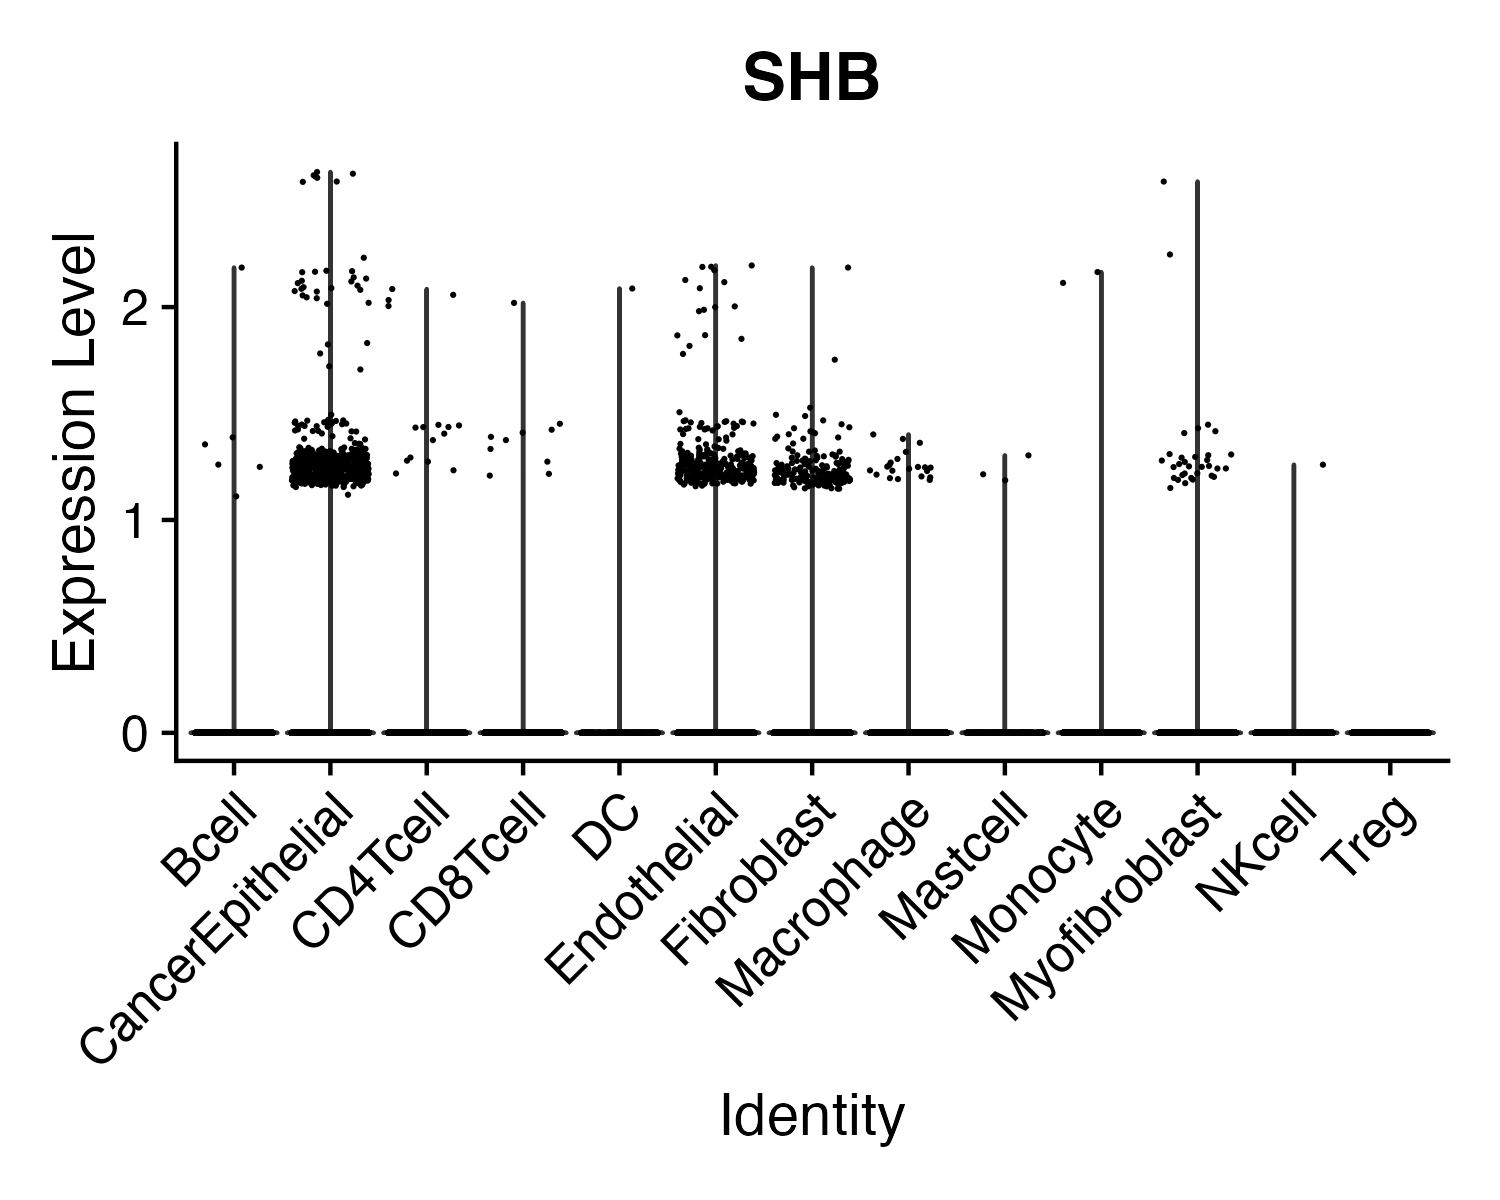 SHB
Expression Level
2
1
0
Bcell
CancerEpithelial
CD4Tcell
CD8Tcell
DC
Endothelial
Fibroblast
Macrophage
Mastcell
Monocyte
Myofibroblast
NKcell
Treg
Identity